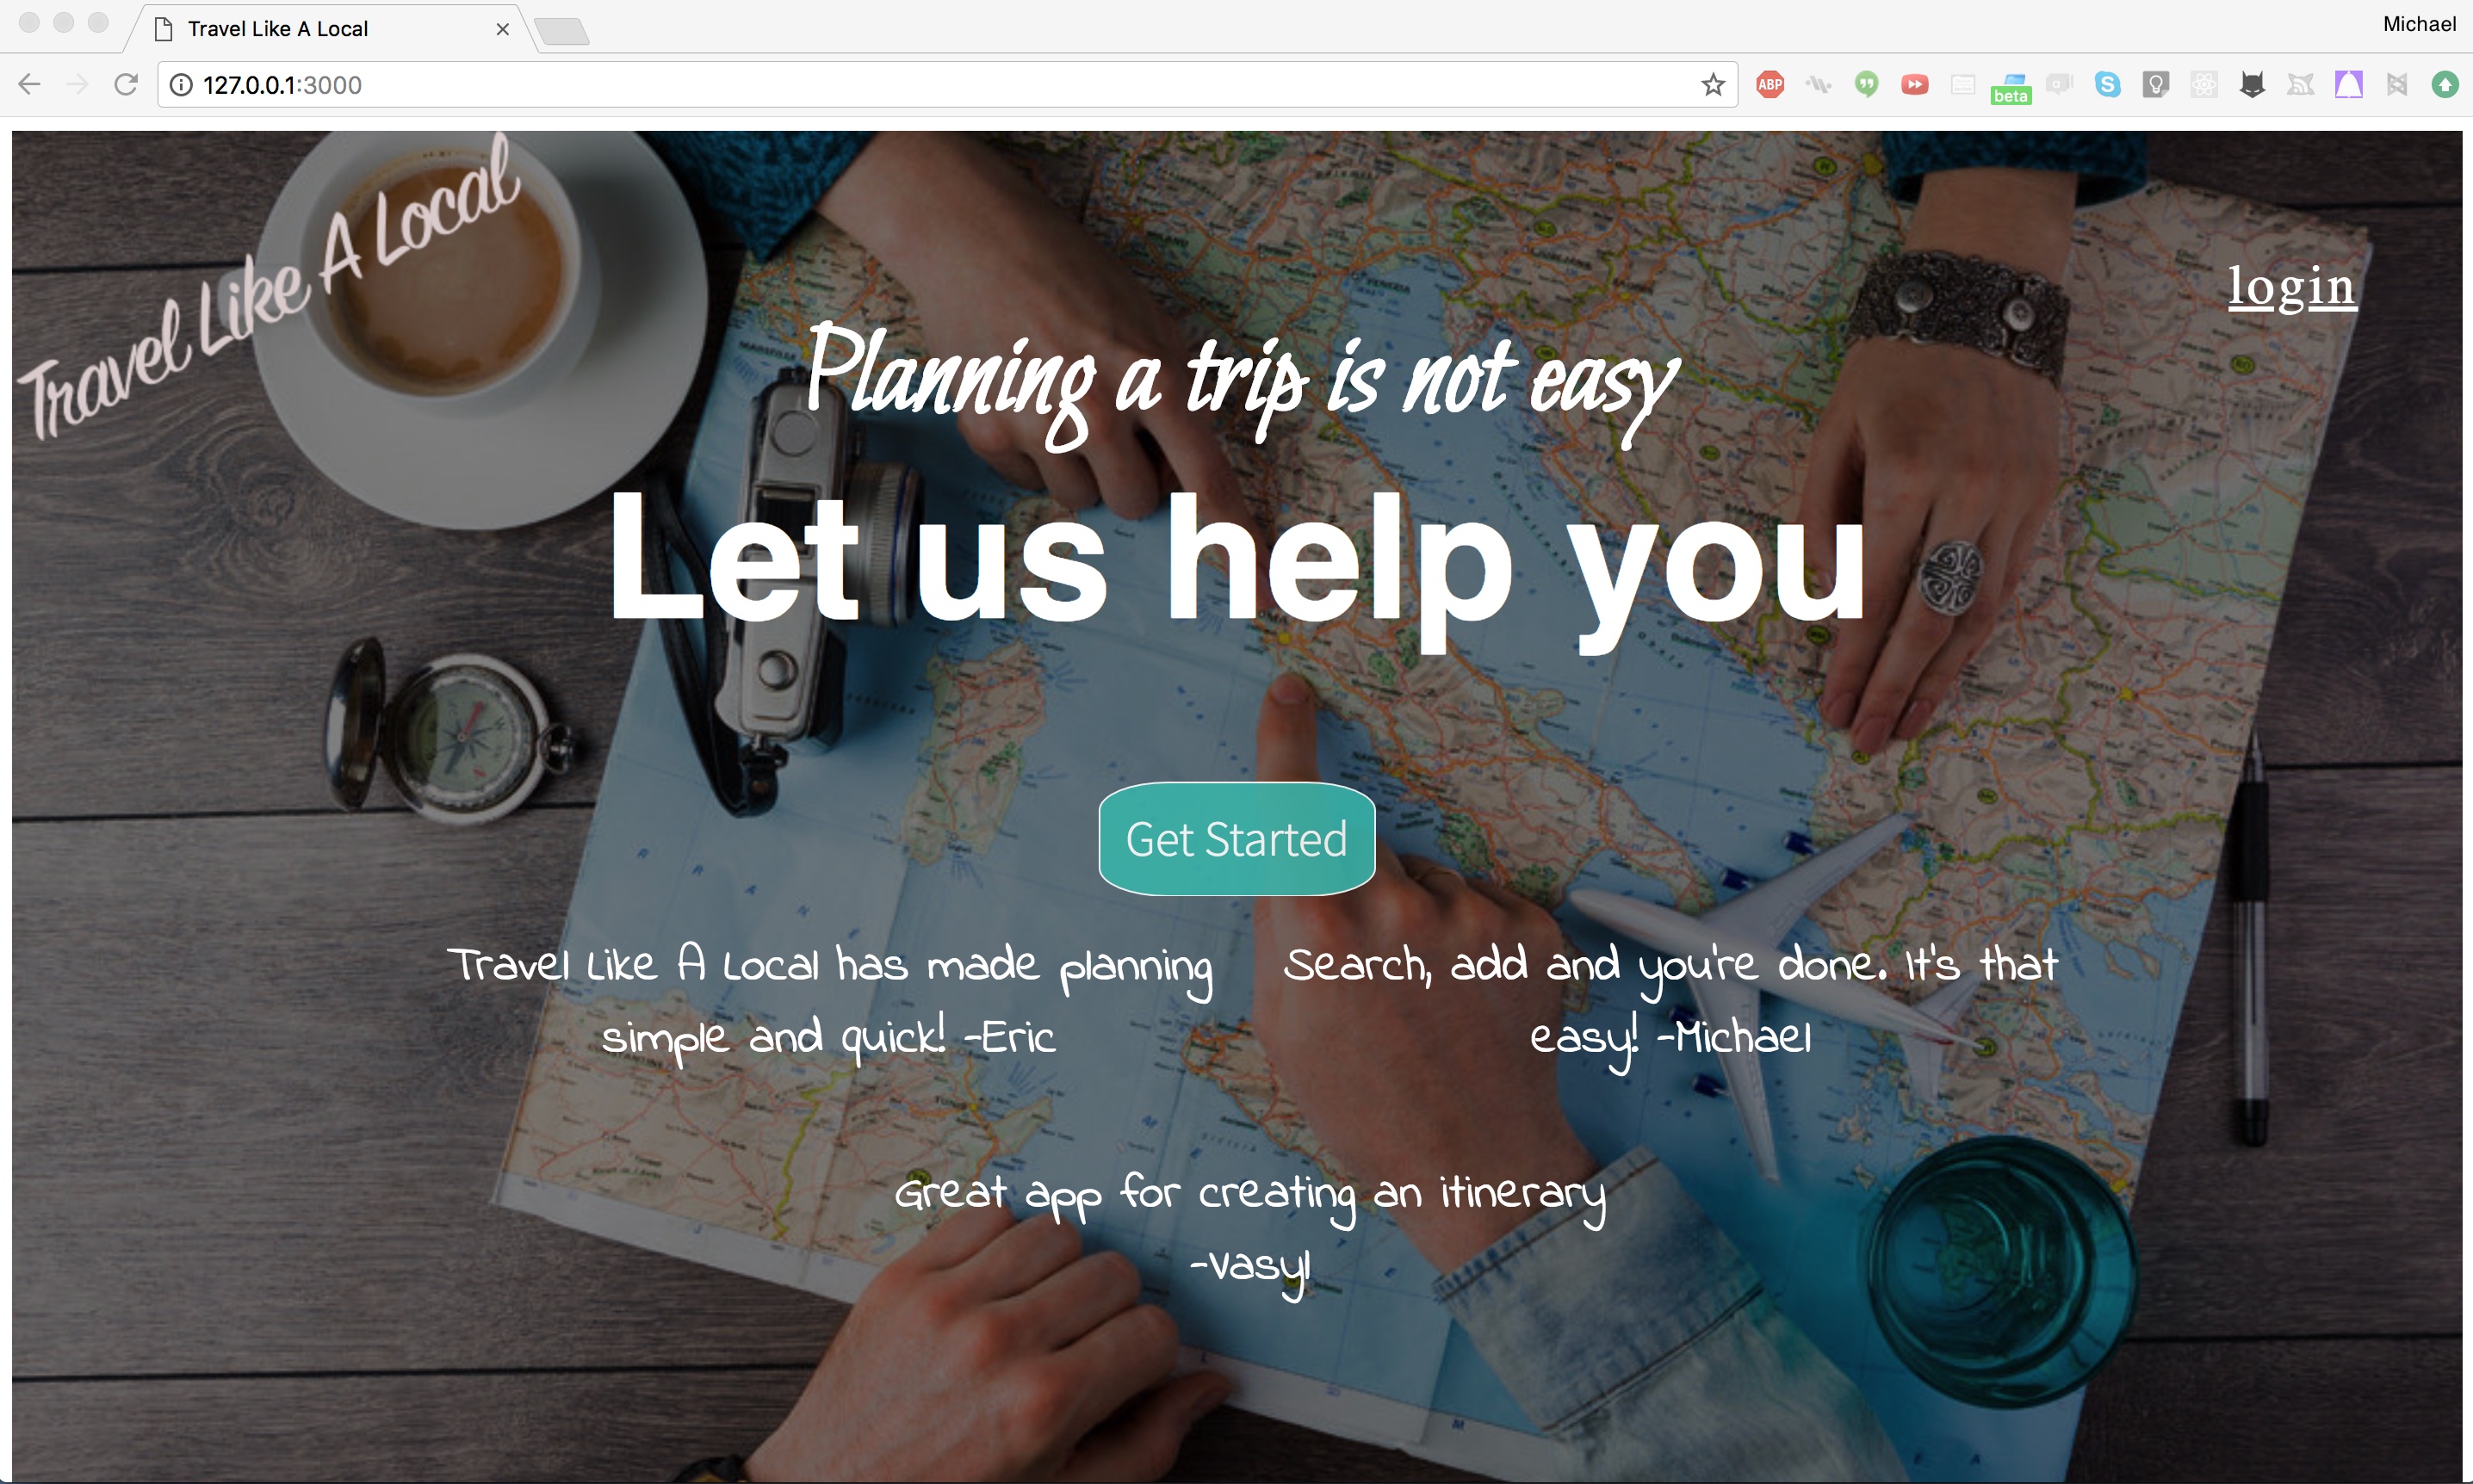 Travel Like A Local
Michael
127.0.0.1:3000
ABP
beta
Travel Like A Local
login
Planning a trip is not easy
Let us help you
Get Started
Travel Like A Local has made planning
simple and quick! -Eric
Search, add and you're done. It's that
easy! -Michael
Great app for creating an itinerary
-Vasyl